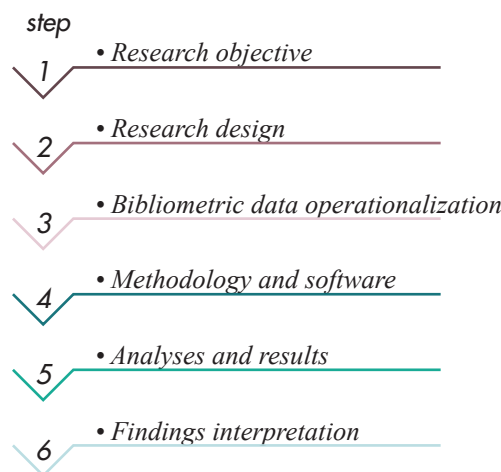 step
1 • Research objective
2 • Research design
3 • Bibliometric data operationalization
4 • Methodology and software
5 • Analyses and results
6 • Findings interpretation